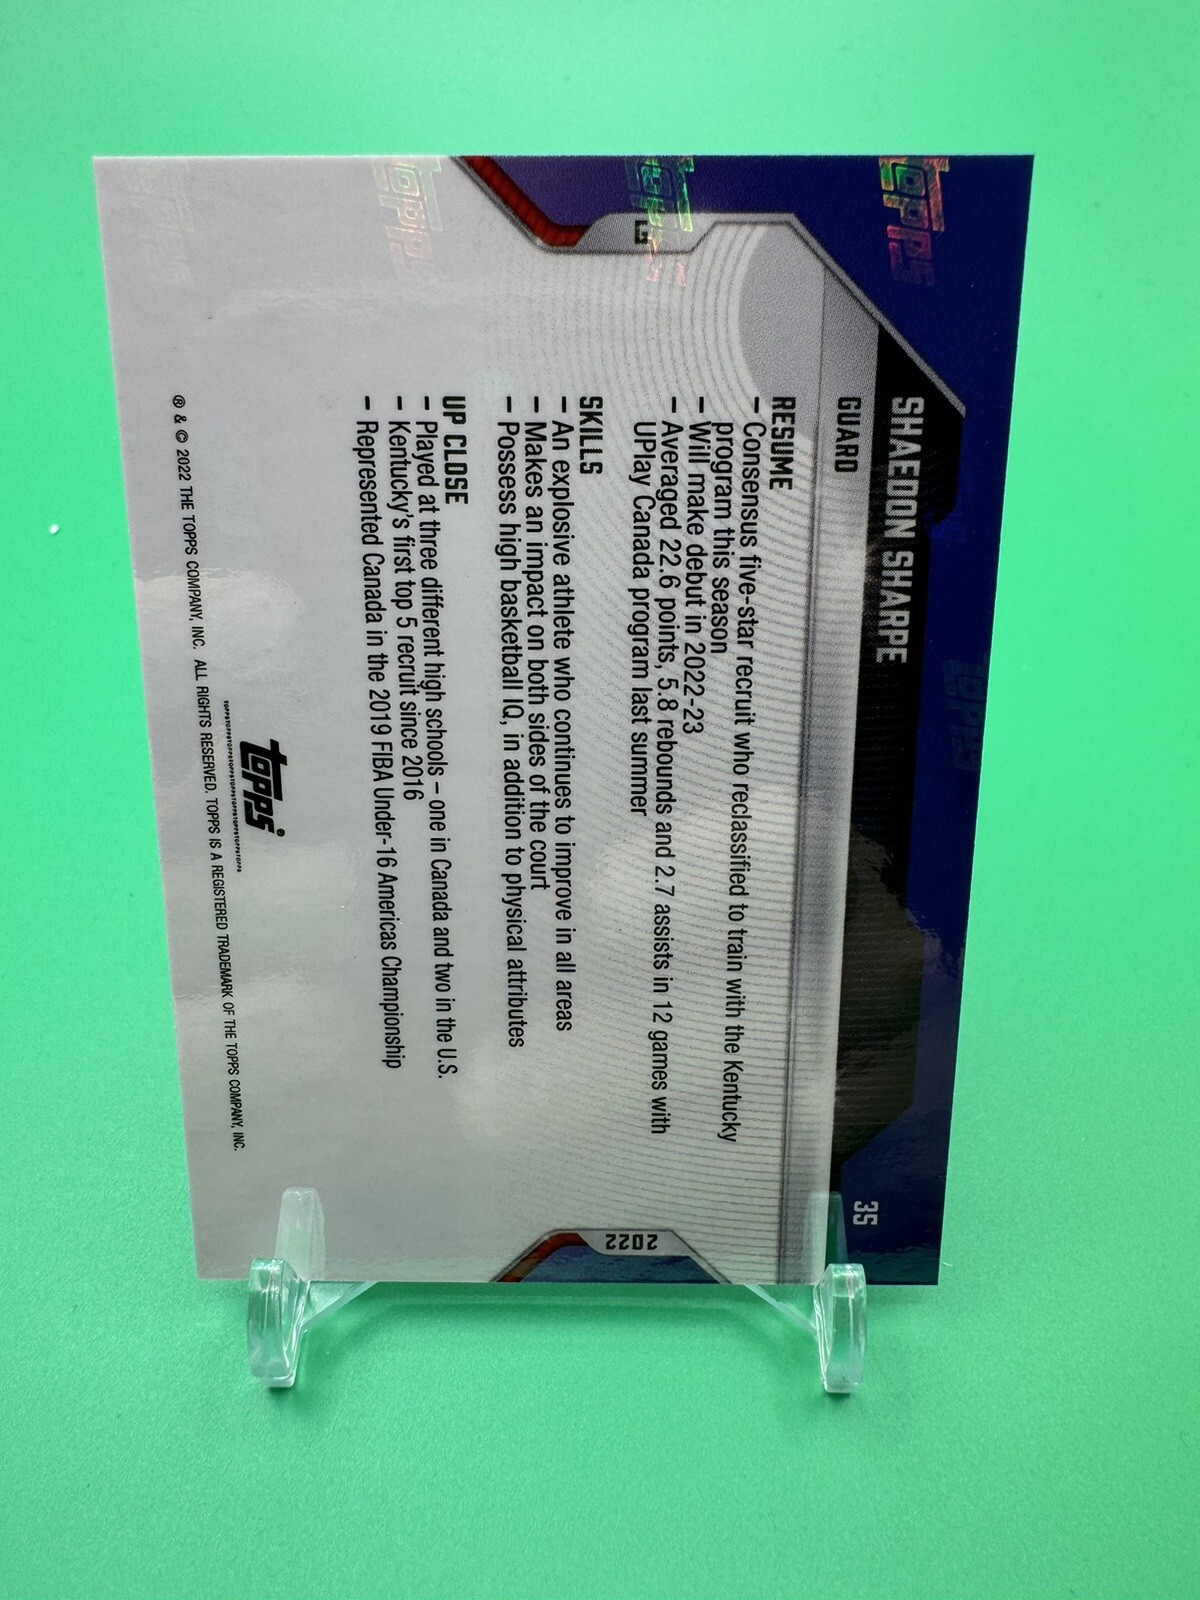 SHAEDON SHARPE
35
GUARD
RESUME
– Consensus five-star recruit who reclassified to train with the Kentucky
program this season
– Will make debut in 2022-23
– Averaged 22.6 points, 5.8 rebounds and 2.7 assists in 12 games with
UPlay Canada program last summer
G
2022
SKILLS
– An explosive athlete who continues to improve in all areas
– Makes an impact on both sides of the court
– Possess high basketball IQ, in addition to physical attributes
UP CLOSE
– Played at three different high schools – one in Canada and two in the U.S.
– Kentucky's first top 5 recruit since 2016
– Represented Canada in the 2019 FIBA Under-16 Americas Championship
topps®
TOPPSTOPPSTOPPSTOPPSTOPPSTOPPSTOPPSTOPPSTOPPSTOPPS
® & © 2022 THE TOPPS COMPANY, INC. ALL RIGHTS RESERVED. TOPPS IS A REGISTERED TRADEMARK OF THE TOPPS COMPANY, INC.
topps
topps
topps
topps